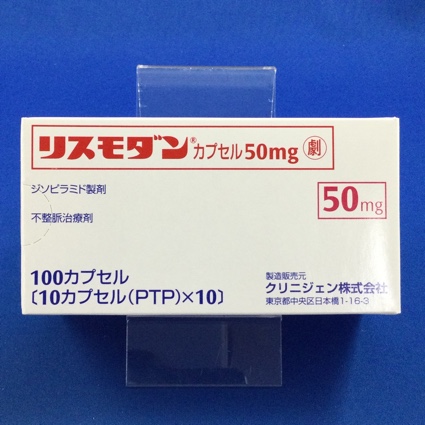 リスモダン®カプセル50mg 劇
ジソピラミド製剤
50mg
不整脈治療剤
100カプセル
〔10カプセル(PTP)×10〕
製造販売元
クリニジェン株式会社
東京都中央区日本橋1-16-3